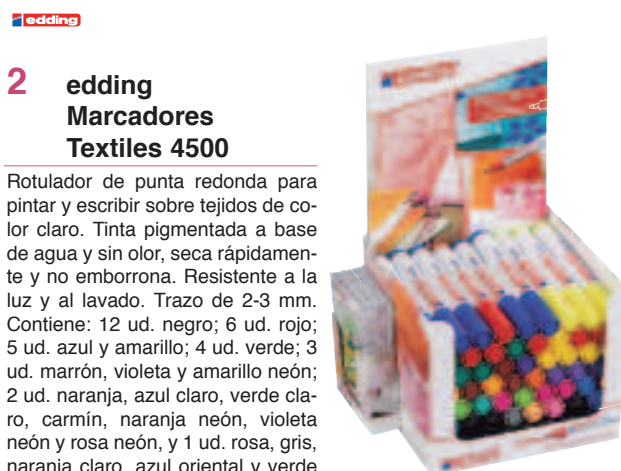 edding
2 edding
Marcadores
Textiles 4500
Rotulador de punta redonda para
pintar y escribir sobre tejidos de co-
lor claro. Tinta pigmentada a base
de agua y sin olor, seca rápidamen-
te y no emborrona. Resistente a la
luz y al lavado. Trazo de 2-3 mm.
Contiene: 12 ud. negro; 6 ud. rojo;
5 ud. azul y amarillo; 4 ud. verde; 3
ud. marrón, violeta y amarillo neón;
2 ud. naranja, azul claro, verde cla-
ro, carmín, naranja neón, violeta
neón y rosa neón, y 1 ud. rosa, gris,
naranja claro, azul oriental y verde